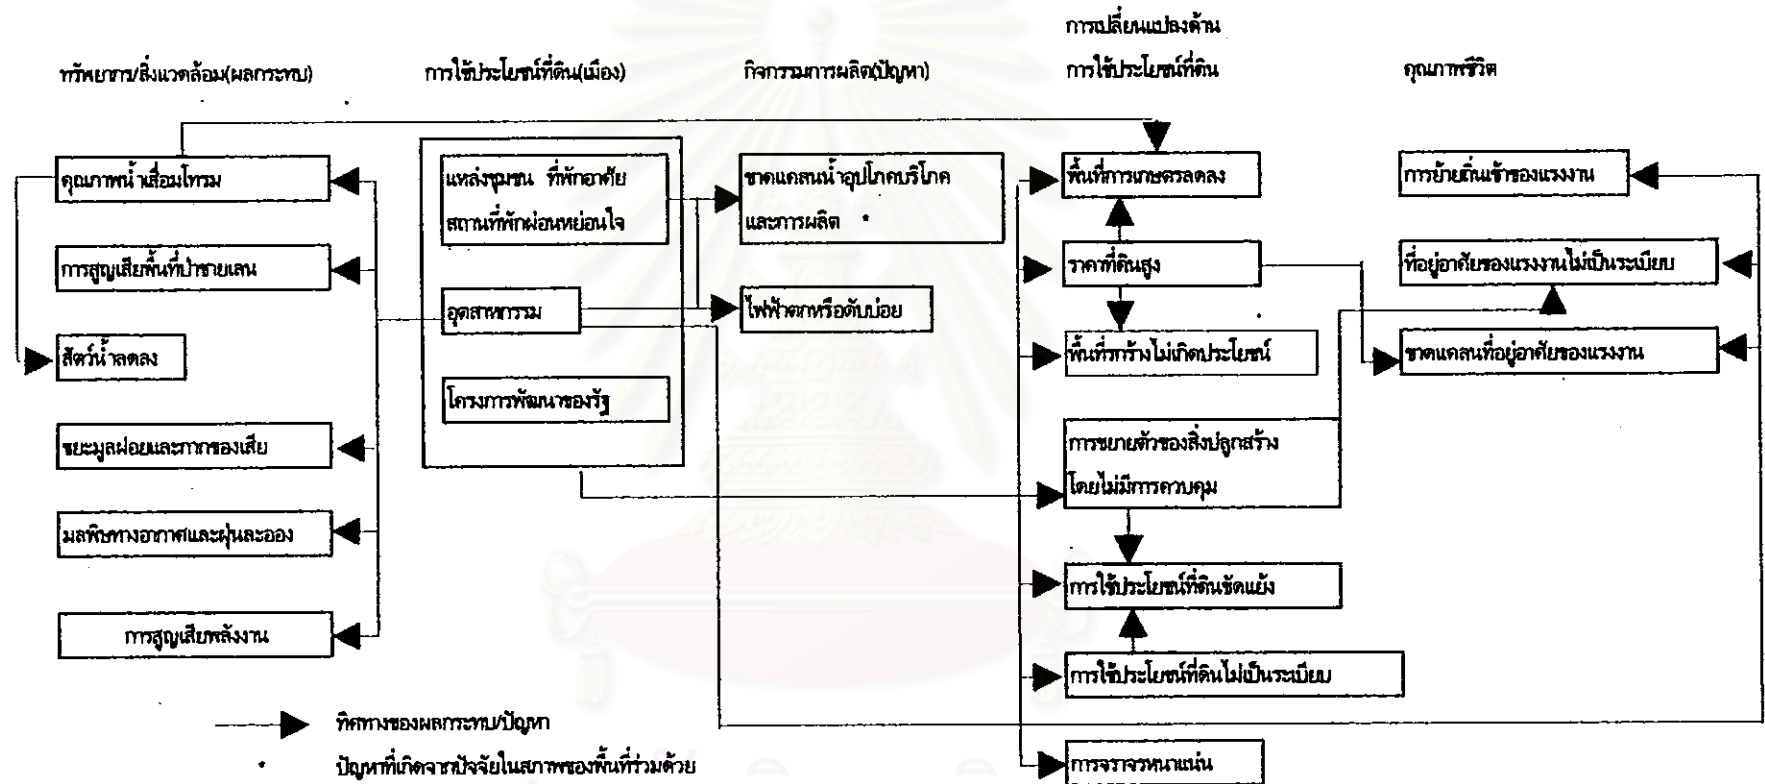 การเปลี่ยนแปลงด้าน
ทรัพยากร/สิ่งแวดล้อม(ผลกระทบ)
การใช้ประโยชน์ที่ดิน(เมือง)
กิจกรรมการผลิต(ปัญหา)
การใช้ประโยชน์ที่ดิน
คุณภาพชีวิต
คุณภาพน้ำเสื่อมโทรม
การสูญเสียพื้นที่ป่าชายเลน
สัตว์น้ำลดลง
ขยะมูลฝอยและกากของเสีย
มลพิษทางอากาศและฝุ่นละออง
การสูญเสียพลังงาน
แหล่งชุมชน ที่พักอาศัย
สถานที่พักผ่อนหย่อนใจ
อุตสาหกรรม
โครงการพัฒนาของรัฐ
ขาดแคลนน้ำอุปโภคบริโภค
และการผลิต *
ไฟฟ้าตกหรือดับบ่อย
พื้นที่การเกษตรลดลง
ราคาที่ดินสูง
พื้นที่รกร้างไม่เกิดประโยชน์
การขยายตัวของสิ่งปลูกสร้าง
โดยไม่มีการควบคุม
การใช้ประโยชน์ที่ดินขัดแย้ง
การใช้ประโยชน์ที่ดินไม่เป็นระเบียบ
การจราจรหนาแน่น
การย้ายถิ่นเข้าของแรงงาน
ที่อยู่อาศัยของแรงงานไม่เป็นระเบียบ
ขาดแคลนที่อยู่อาศัยของแรงงาน
ทิศทางของผลกระทบ/ปัญหา
* ปัญหาที่เกิดจากปัจจัยในสภาพของพื้นที่ร่วมด้วย